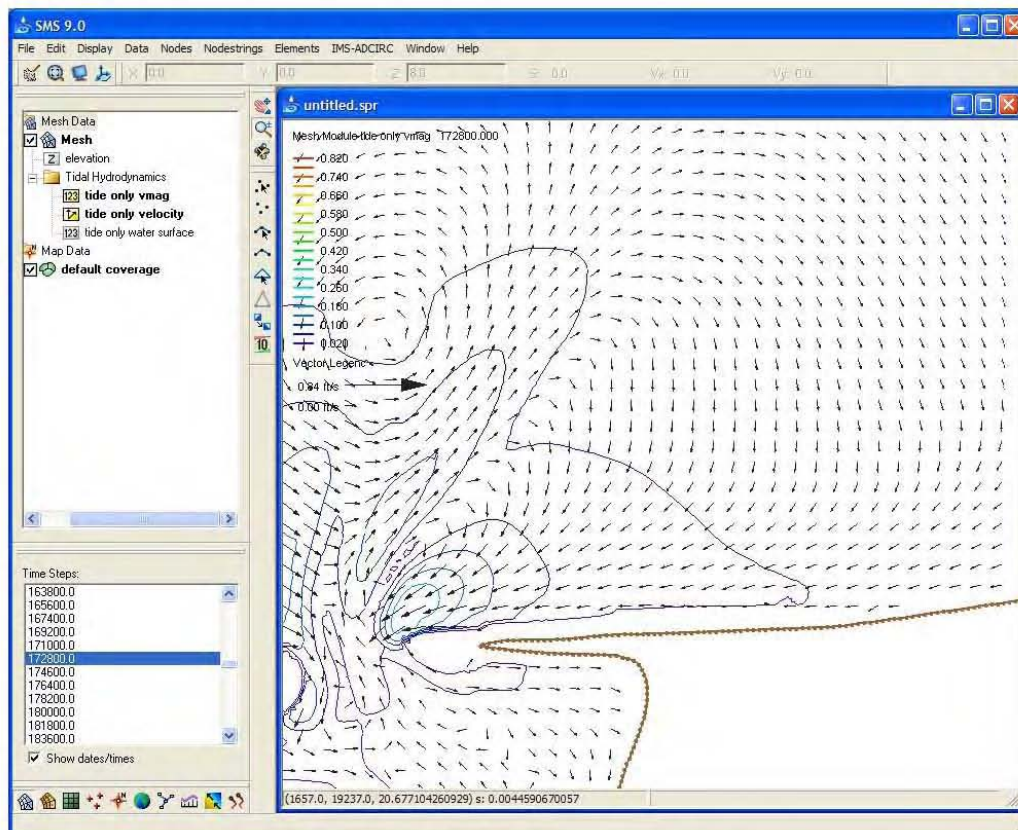 SMS 9.0
File Edit Display Data Nodes Nodestrings Elements IMS-ADCIRC Window Help
X 0.0 Y 0.0 Z 8.0 S: 0.0 Vx: 0.0 Vy: 0.0
Mesh Data
Mesh
Z elevation
Tidal Hydrodynamics
123 tide only vmag
tide only velocity
123 tide only water surface
Map Data
default coverage
10
Time Steps:
163800.0
165600.0
167400.0
169200.0
171000.0
172800.0
174600.0
176400.0
178200.0
180000.0
181800.0
183600.0
Show dates/times
untitled.spr
Mesh Module tide only vmag 172800.000
0.820
0.740
0.660
0.580
0.500
0.420
0.340
0.260
0.180
0.100
0.020
Vector Legend
0.84 ft/s
0.00 ft/s
(1657.0, 19237.0, 20.677104260929) s: 0.0044590670057